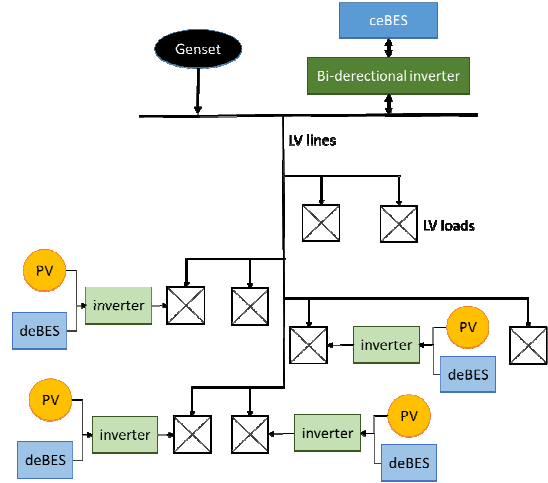 ceBES
Genset
Bi-derectional inverter
LV lines
LV loads
PV
inverter
deBES
PV
inverter
deBES
PV
inverter
deBES
PV
inverter
deBES